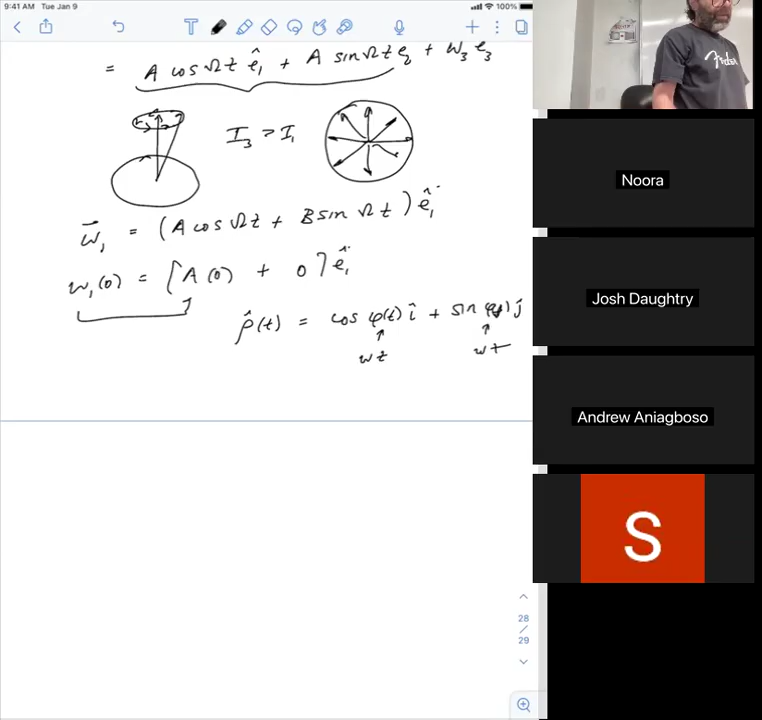 9:41 AM Tue Jan 9
100%
= A cos Ωt ê₁ + A sin Ωt e₂ + ω₃ e₃
I₃ > I₁
ω⃗₁ = (A cos Ωt + B sin Ωt) ê₁
ω₁(0) = [A(0) + 0] ê₁
ρ̂(t) = cos φ(t) î + sin φ(t) ĵ
↑ ↑
ωt ωt
28
/
29
Fender
Noora
Josh Daughtry
Andrew Aniagboso
S